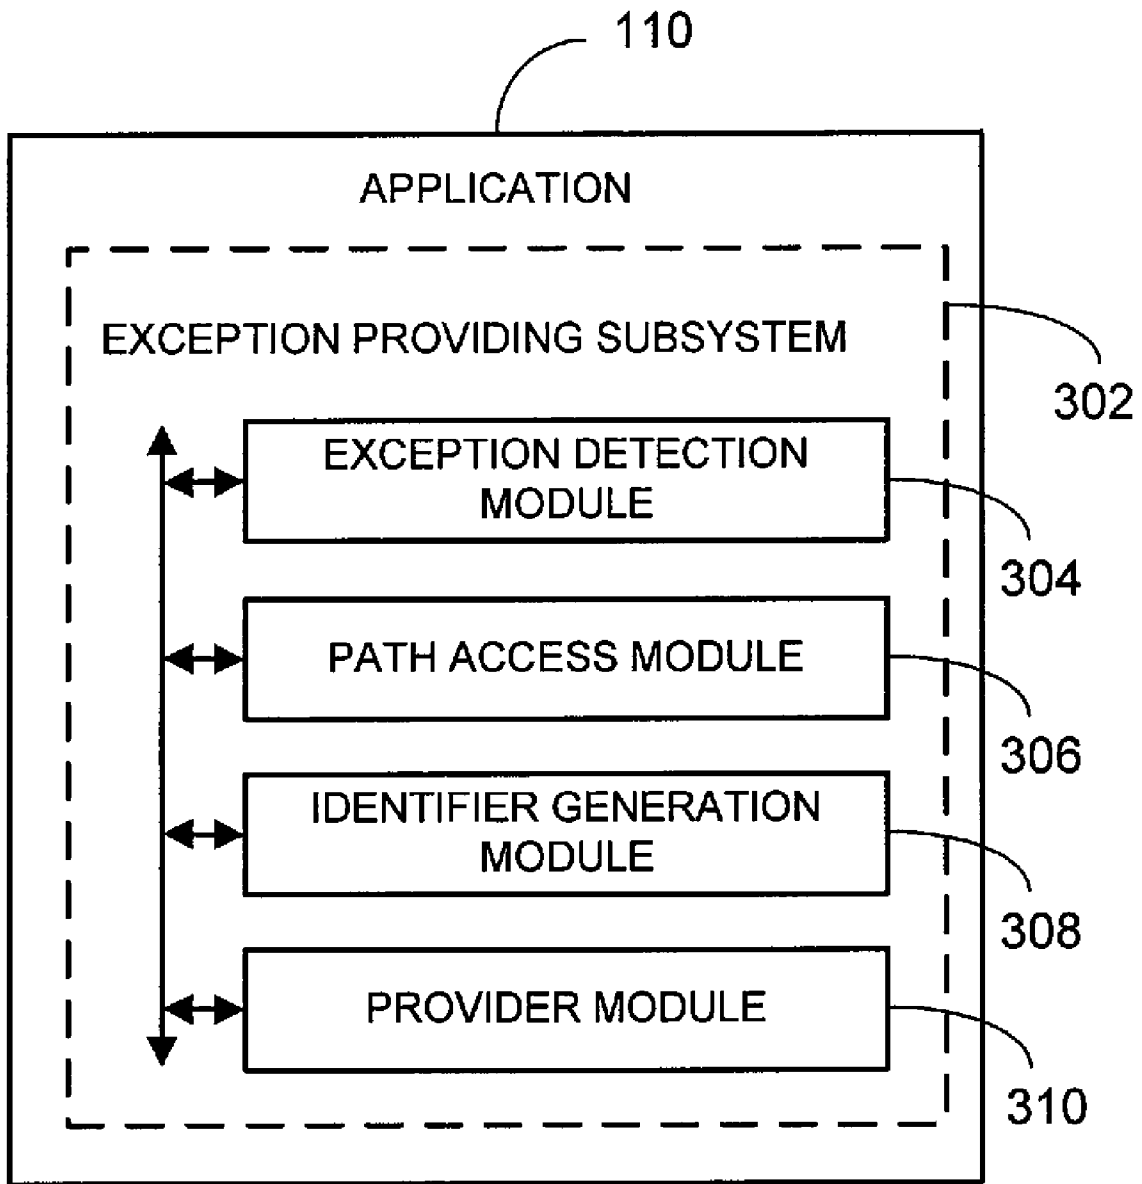 110
APPLICATION
EXCEPTION PROVIDING SUBSYSTEM
302
EXCEPTION DETECTION
MODULE
304
PATH ACCESS MODULE
306
IDENTIFIER GENERATION
MODULE
308
PROVIDER MODULE
310